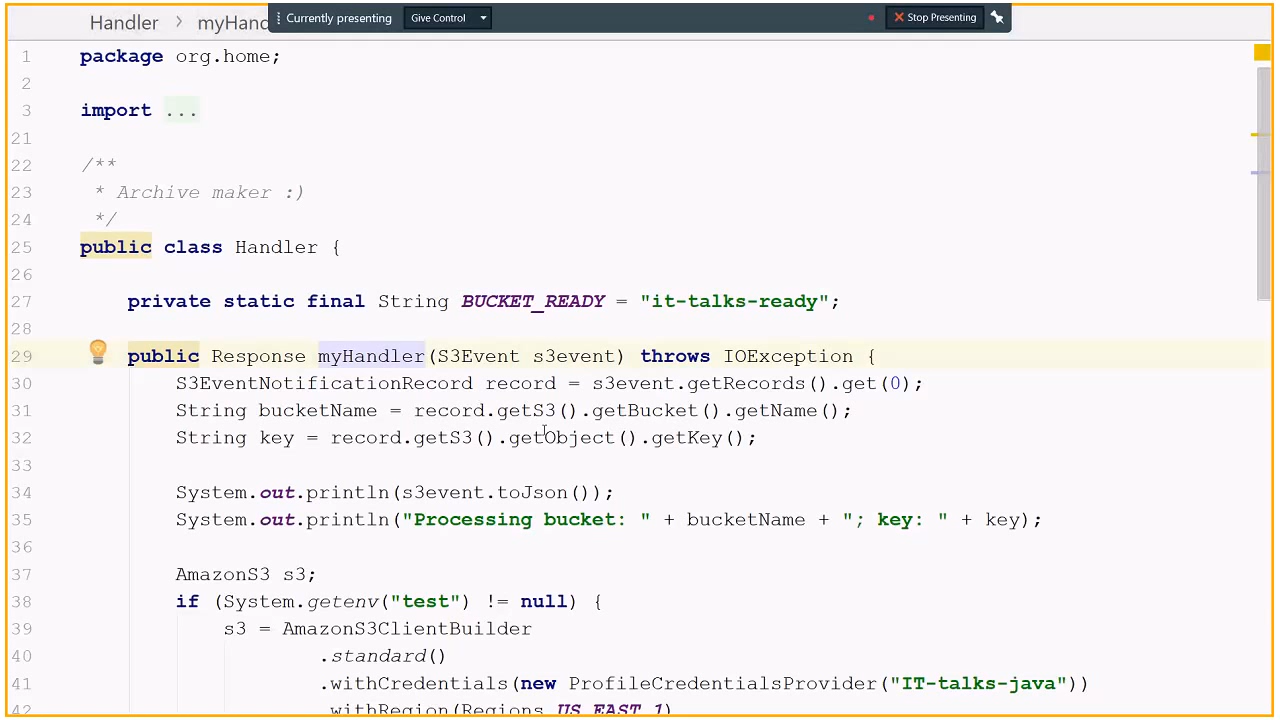 Handler > myHand
Currently presenting Give Control Stop Presenting
1 package org.home;
2
3 import ...
21
22 /**
23 * Archive maker :)
24 */
25 public class Handler {
26
27 private static final String BUCKET_READY = "it-talks-ready";
28
29 public Response myHandler(S3Event s3event) throws IOException {
30 S3EventNotificationRecord record = s3event.getRecords().get(0);
31 String bucketName = record.getS3().getBucket().getName();
32 String key = record.getS3().getObject().getKey();
33
34 System.out.println(s3event.toJson());
35 System.out.println("Processing bucket: " + bucketName + "; key: " + key);
36
37 AmazonS3 s3;
38 if (System.getenv("test") != null) {
39 s3 = AmazonS3ClientBuilder
40 .standard()
41 .withCredentials(new ProfileCredentialsProvider("IT-talks-java"))
42 .withRegion(Regions.US_EAST_1)